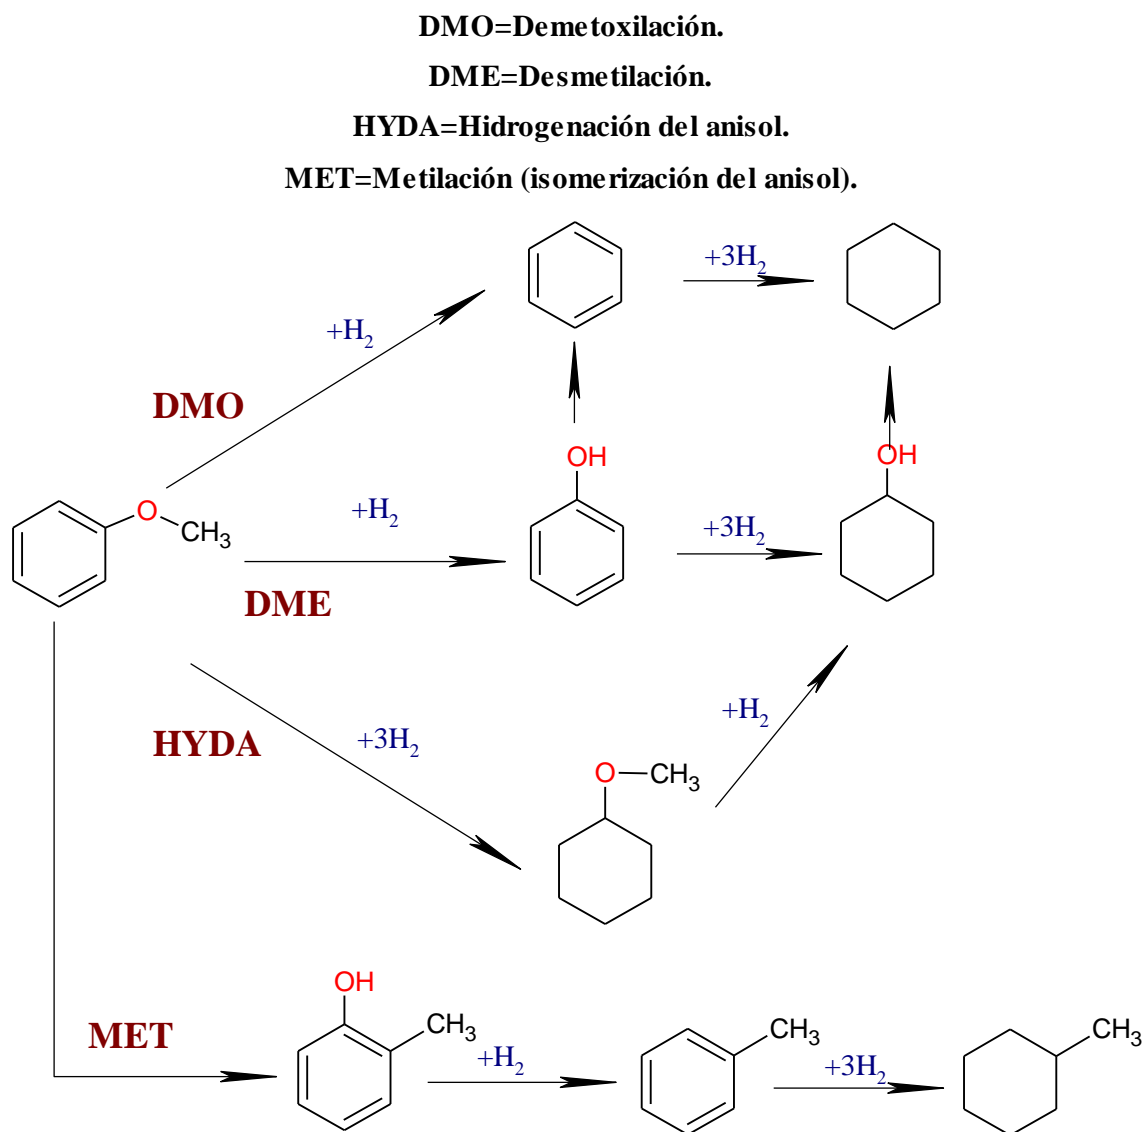 DMO=Demetoxilación.
DME=Desmetilación.
HYDA=Hidrogenación del anisol.
MET=Metilación (isomerización del anisol).
+3H2
+H2
DMO
OH
O
CH3
+H2
+3H2
OH
DME
HYDA
+3H2
+H2
O
CH3
OH
CH3
MET
+H2
CH3
+3H2
CH3